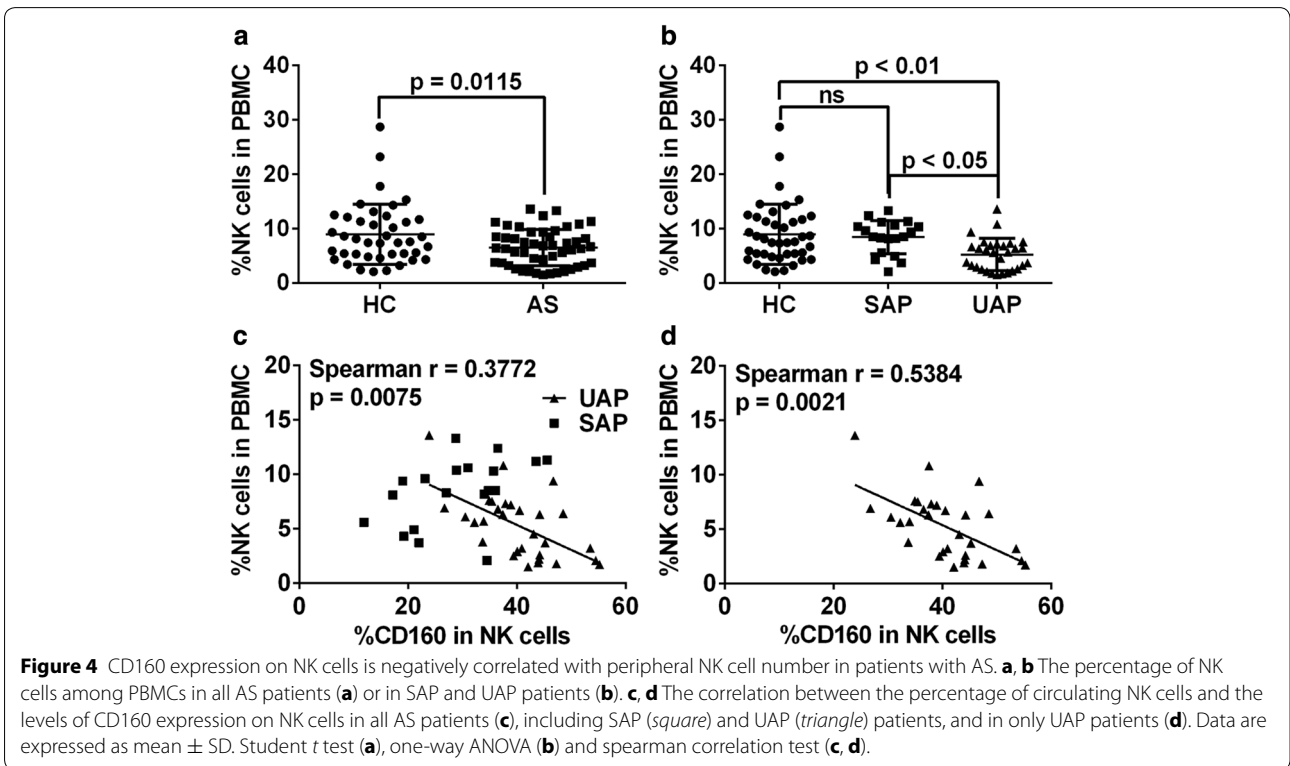 a
40
30
20
10
0
%NK cells in PBMC
p = 0.0115
HC AS
b
40
30
20
10
0
%NK cells in PBMC
p < 0.01
ns
p < 0.05
HC SAP UAP
c
20
15
10
5
0
%NK cells in PBMC
Spearman r = 0.3772
p = 0.0075
UAP
SAP
0 20 40 60
%CD160 in NK cells
d
20
15
10
5
0
%NK cells in PBMC
Spearman r = 0.5384
p = 0.0021
0 20 40 60
%CD160 in NK cells
Figure 4 CD160 expression on NK cells is negatively correlated with peripheral NK cell number in patients with AS. a, b The percentage of NK
cells among PBMCs in all AS patients (a) or in SAP and UAP patients (b). c, d The correlation between the percentage of circulating NK cells and the
levels of CD160 expression on NK cells in all AS patients (c), including SAP (square) and UAP (triangle) patients, and in only UAP patients (d). Data are
expressed as mean ± SD. Student t test (a), one-way ANOVA (b) and spearman correlation test (c, d).